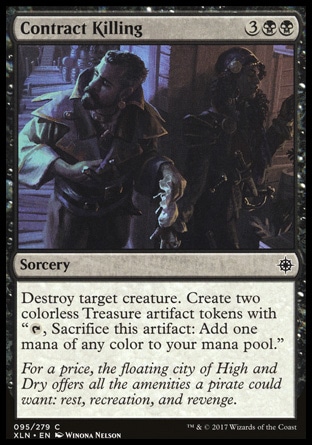 Contract Killing 3
Sorcery
Destroy target creature. Create two
colorless Treasure artifact tokens with
“, Sacrifice this artifact: Add one
mana of any color to your mana pool.”
For a price, the floating city of High and
Dry offers all the amenities a pirate could
want: rest, recreation, and revenge.
095/279 C
XLN • EN Winona Nelson ™ & © 2017 Wizards of the Coast